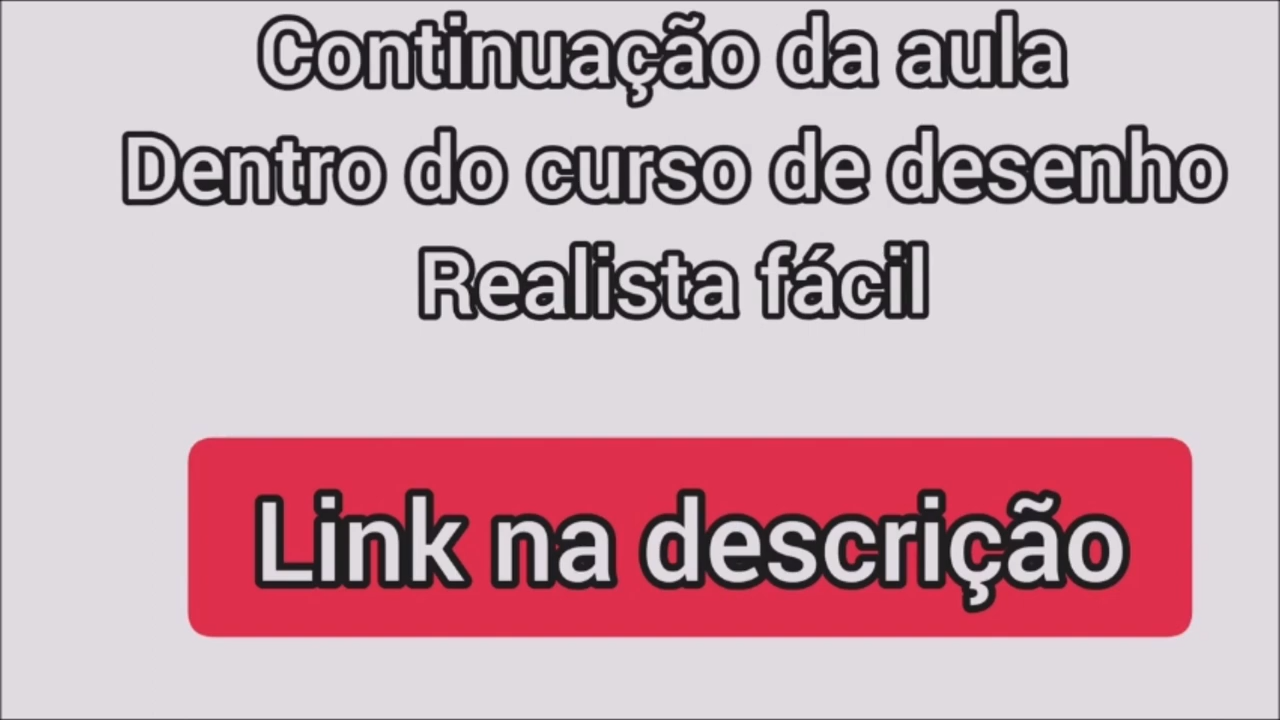 Continuação da aula
Dentro do curso de desenho
Realista fácil
Link na descrição